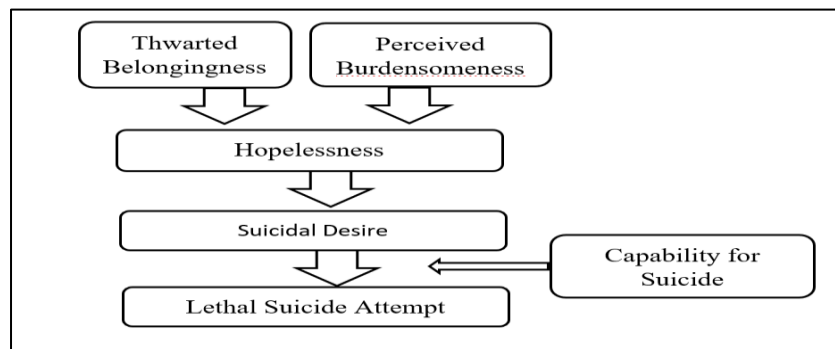 Thwarted
Belongingness
Perceived
Burdensomeness
Hopelessness
Suicidal Desire
Capability for
Suicide
Lethal Suicide Attempt